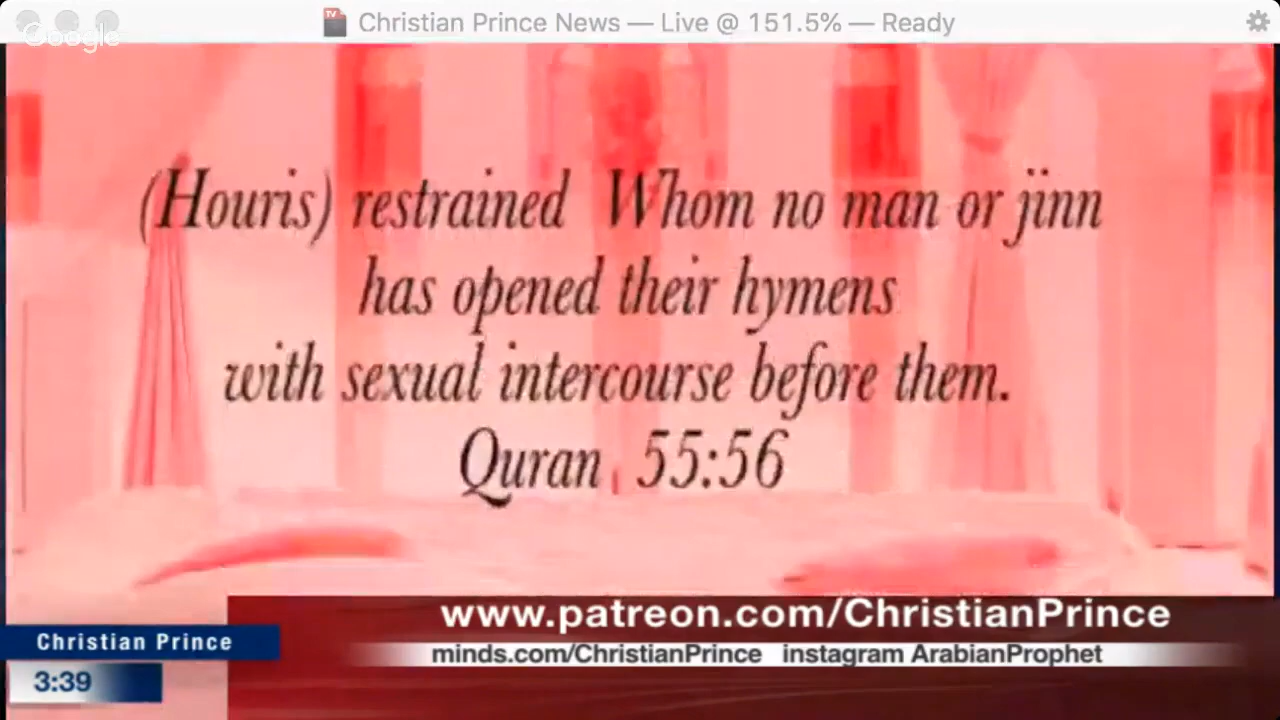 Christian Prince News — Live @ 151.5% — Ready
Google
(Houris) restrained Whom no man or jinn
has opened their hymens
with sexual intercourse before them.
Quran 55:56
www.patreon.com/ChristianPrince
Christian Prince
minds.com/ChristianPrince instagram ArabianProphet
3:39